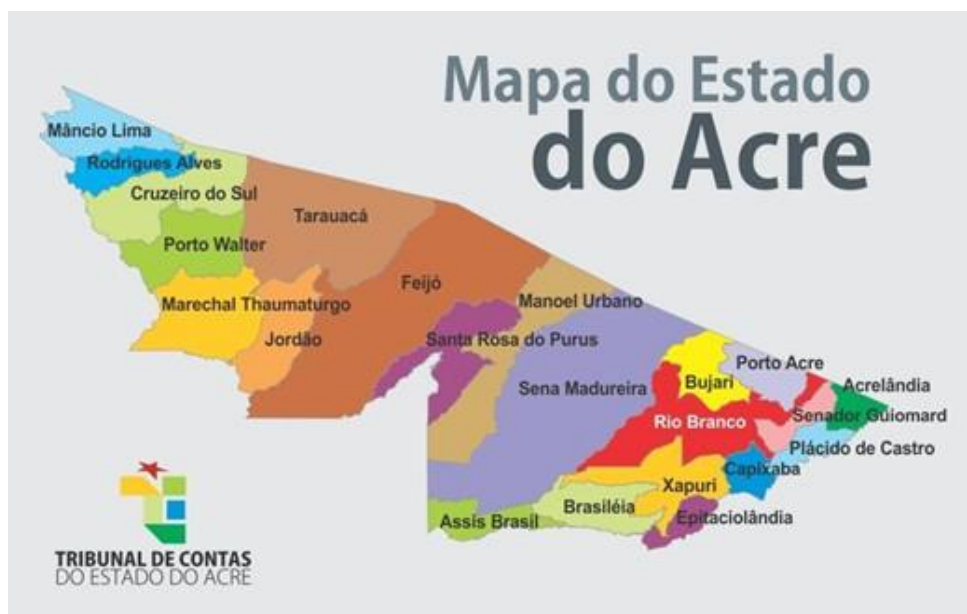 Mapa do Estado
do Acre
Mâncio Lima
Rodrigues Alves
Cruzeiro do Sul
Tarauacá
Porto Walter
Feijó
Marechal Thaumaturgo
Manoel Urbano
Jordão
Santa Rosa do Purus
Sena Madureira
Bujari
Porto Acre
Acrelândia
Rio Branco
Senador Guiomard
Plácido de Castro
Capixaba
Xapuri
Brasiléia
Assis Brasil
Epitaciolândia
TRIBUNAL DE CONTAS
DO ESTADO DO ACRE